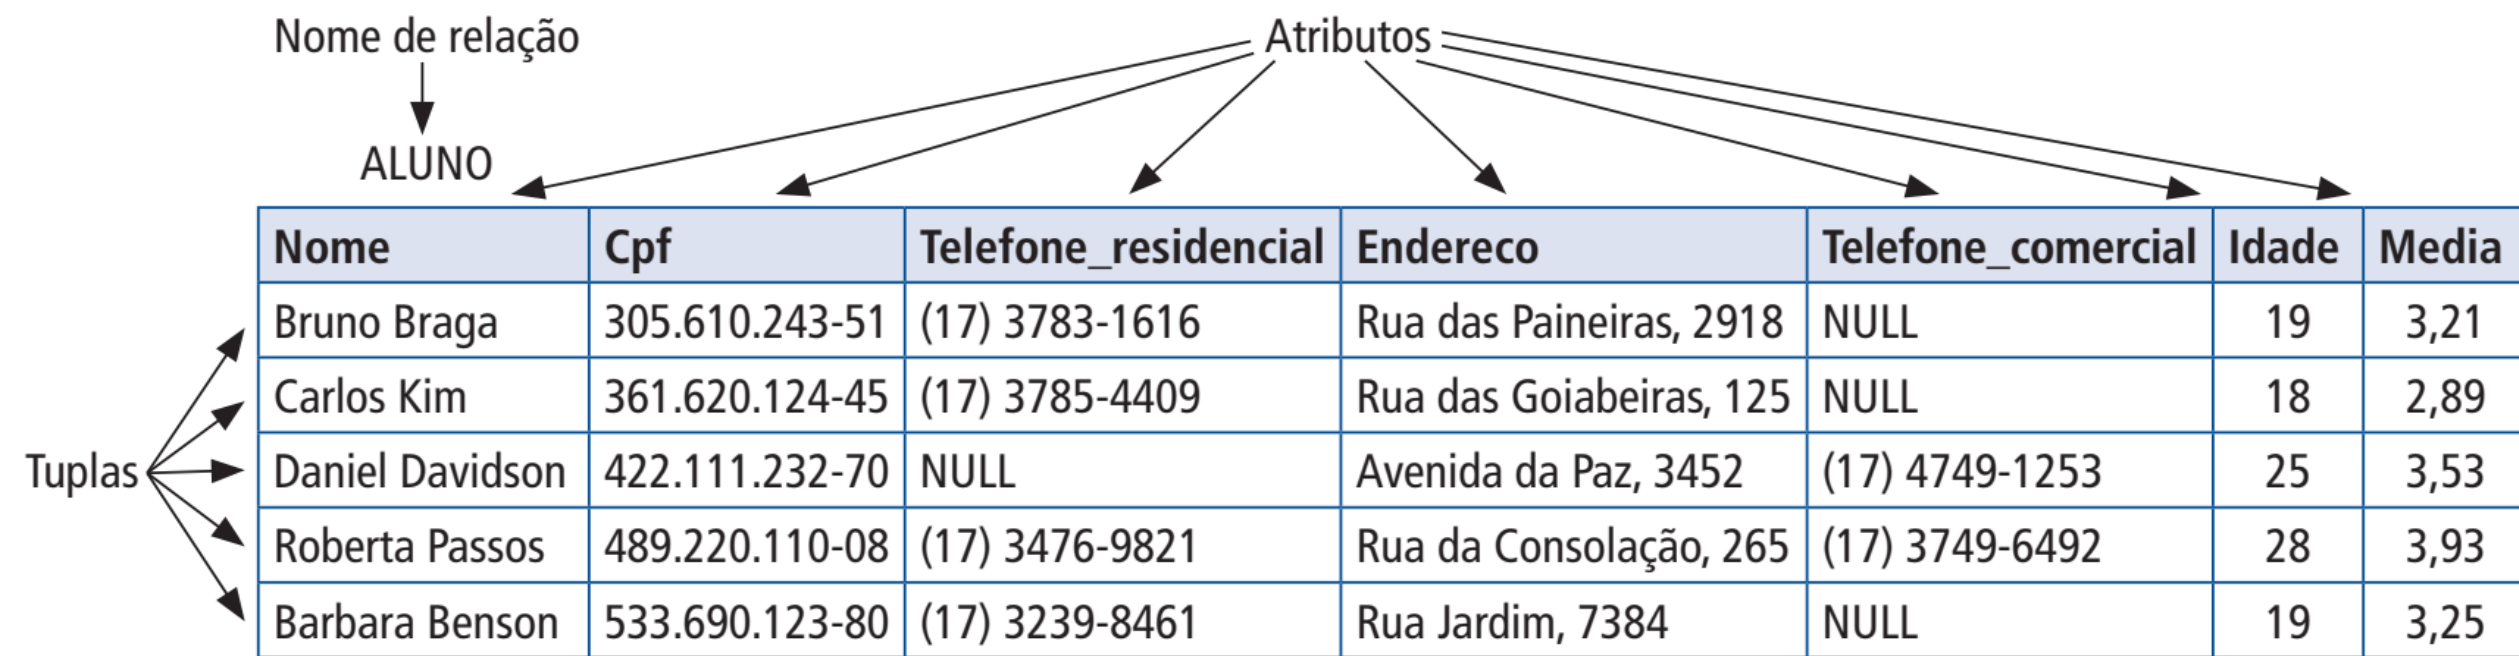 Nome de relação
Atributos
ALUNO
Nome Cpf Telefone_residencial Endereco Telefone_comercial Idade Media
Bruno Braga 305.610.243-51 (17) 3783-1616 Rua das Paineiras, 2918 NULL 19 3,21
Carlos Kim 361.620.124-45 (17) 3785-4409 Rua das Goiabeiras, 125 NULL 18 2,89
Tuplas Daniel Davidson 422.111.232-70 NULL Avenida da Paz, 3452 (17) 4749-1253 25 3,53
Roberta Passos 489.220.110-08 (17) 3476-9821 Rua da Consolação, 265 (17) 3749-6492 28 3,93
Barbara Benson 533.690.123-80 (17) 3239-8461 Rua Jardim, 7384 NULL 19 3,25